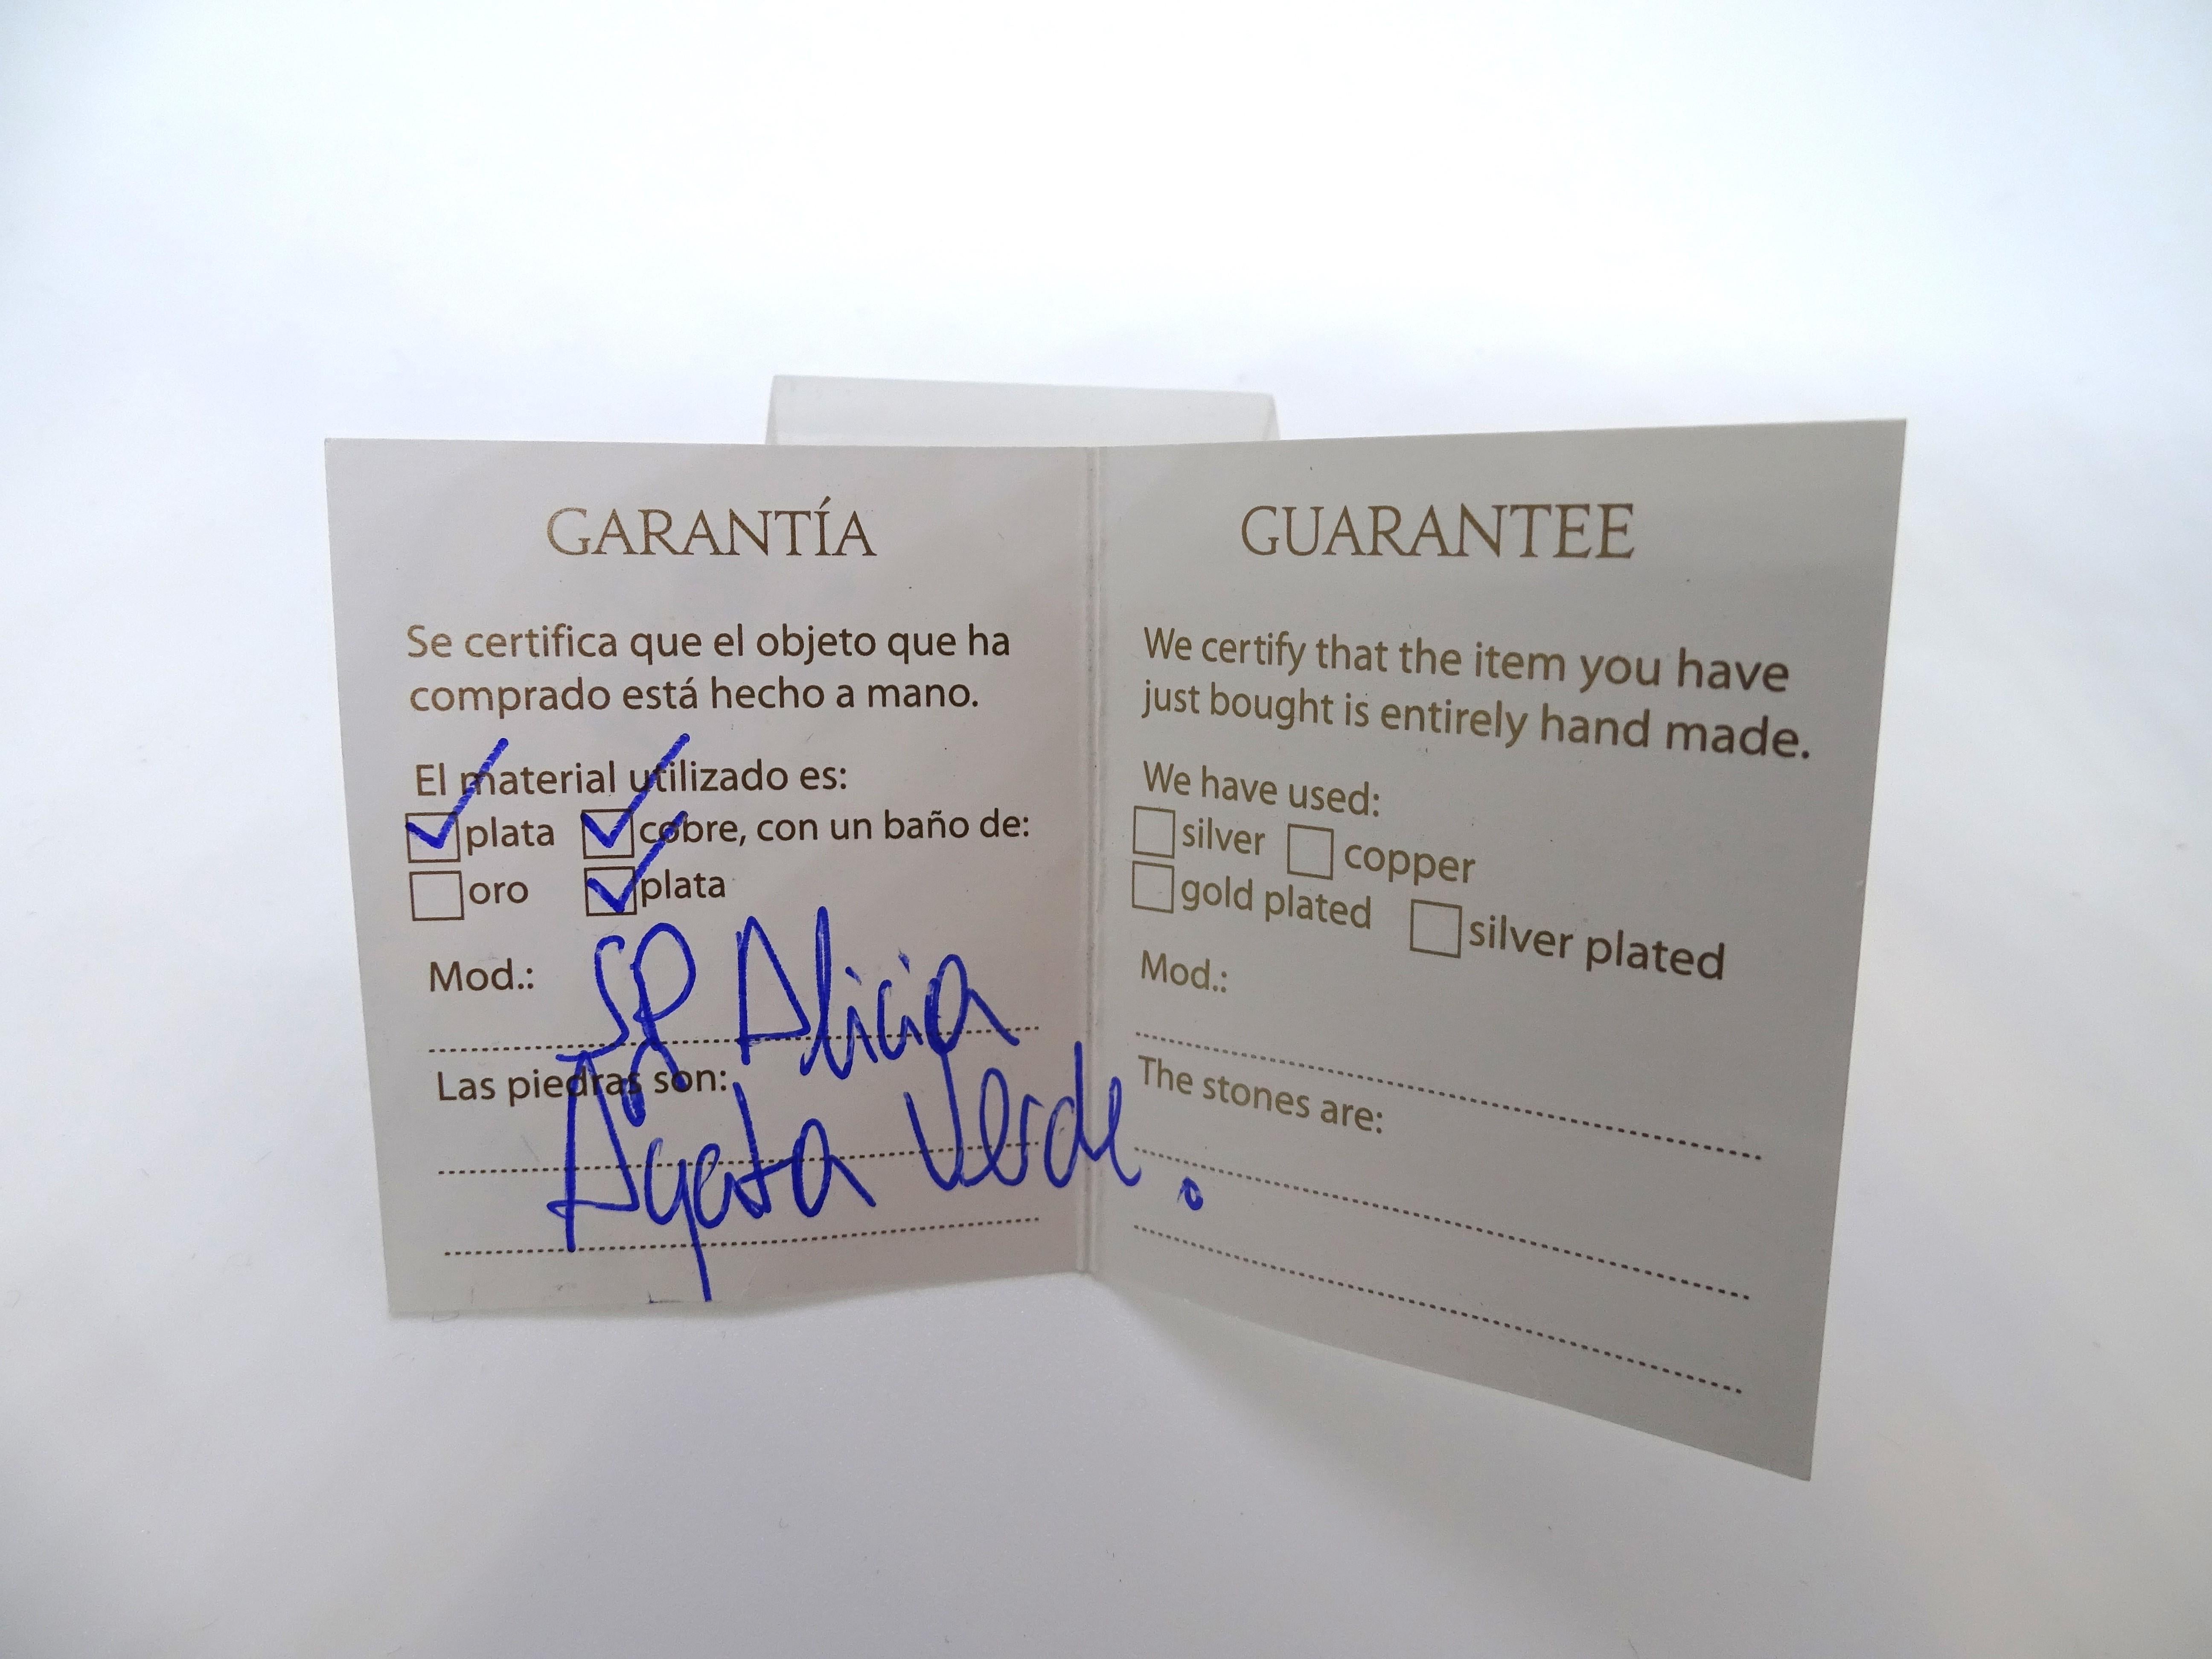 GARANTÍA
Se certifica que el objeto que ha
comprado está hecho a mano.
El material utilizado es:
plata cobre, con un baño de:
oro plata
Mod.: SP Alicia
Las piedras son:
Agata Verde.
GUARANTEE
We certify that the item you have
just bought is entirely hand made.
We have used:
silver copper
gold plated silver plated
Mod.:
The stones are: